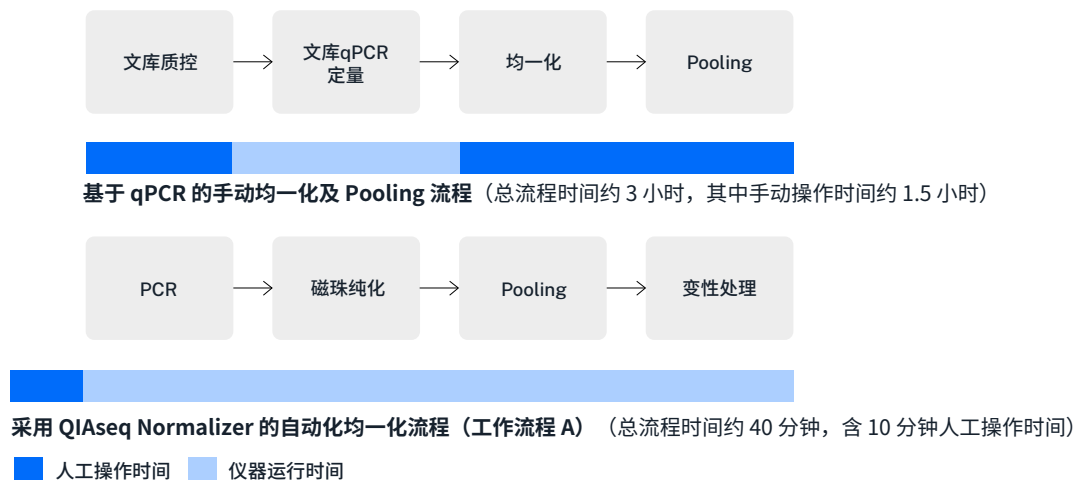 文库质控
文库qPCR
定量
均一化
Pooling
基于 qPCR 的手动均一化及 Pooling 流程（总流程时间约 3 小时，其中手动操作时间约 1.5 小时）
PCR
磁珠纯化
Pooling
变性处理
采用 QIAseq Normalizer 的自动化均一化流程（工作流程 A）（总流程时间约 40 分钟，含 10 分钟人工操作时间）
人工操作时间
仪器运行时间